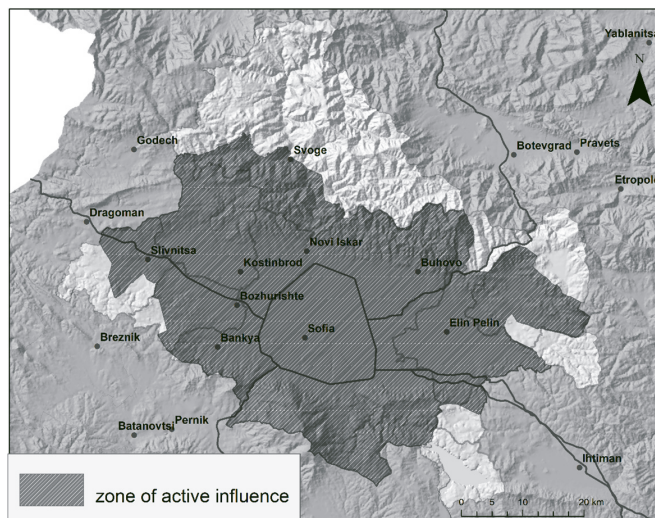 Yablanitsa
N
Godech
Svoge
Botevgrad
Pravets
Etropole
Dragoman
Slivnitsa
Novi Iskar
Kostinbrod
Buhovo
Bozhurishte
Sofia
Elin Pelin
Breznik
Bankya
Batanovtsi
Pernik
Ihtiman
zone of active influence
0 5 10 20 km